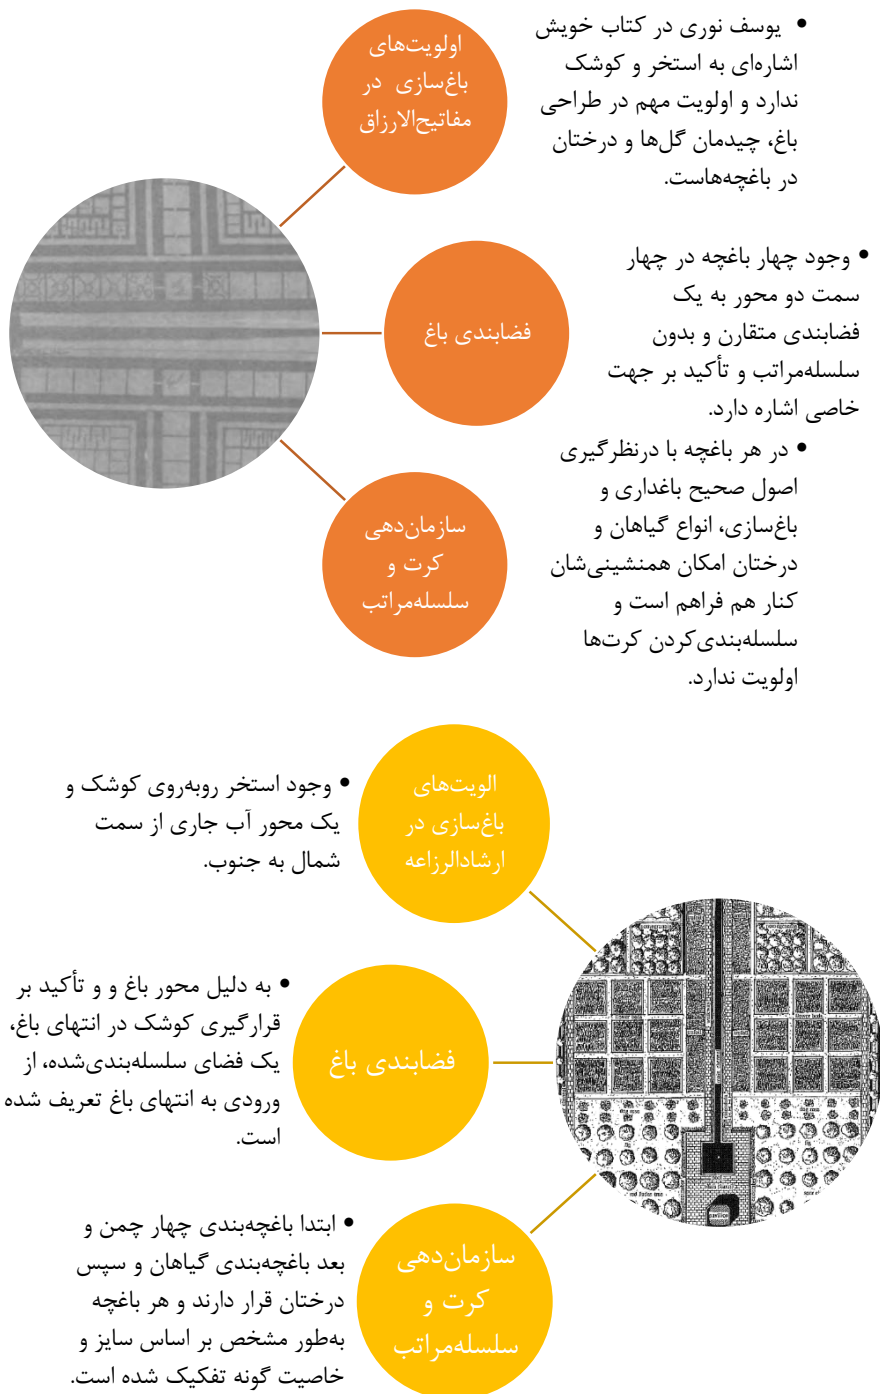 اولویت‌های
باغ‌سازی در
مفاتیح‌الارزاق
• یوسف نوری در کتاب خویش
اشاره‌ای به استخر و کوشک
ندارد و اولویت مهم در طراحی
باغ، چیدمان گل‌ها و درختان
در باغچه‌هاست.
فضابندی باغ
• وجود چهار باغچه در چهار
سمت دو محور به یک
فضابندی متقارن و بدون
سلسله‌مراتب و تأکید بر جهت
خاصی اشاره دارد.
سازمان‌دهی
کرت و
سلسله‌مراتب
• در هر باغچه با درنظرگیری
اصول صحیح باغداری و
باغ‌سازی، انواع گیاهان و
درختان امکان همنشینی‌شان
کنار هم فراهم است و
سلسله‌بندی‌کردن کرت‌ها
اولویت ندارد.
الویت‌های
باغ‌سازی در
ارشادالرزاعه
• وجود استخر روبه‌روی کوشک و
یک محور آب جاری از سمت
شمال به جنوب.
فضابندی باغ
• به دلیل محور باغ و و تأکید بر
قرارگیری کوشک در انتهای باغ،
یک فضای سلسله‌بندی‌شده، از
ورودی به انتهای باغ تعریف شده
است.
سازمان‌دهی
کرت و
سلسله‌مراتب
• ابتدا باغچه‌بندی چهار چمن و
بعد باغچه‌بندی گیاهان و سپس
درختان قرار دارند و هر باغچه
به‌طور مشخص بر اساس سایز و
خاصیت گونه تفکیک شده است.